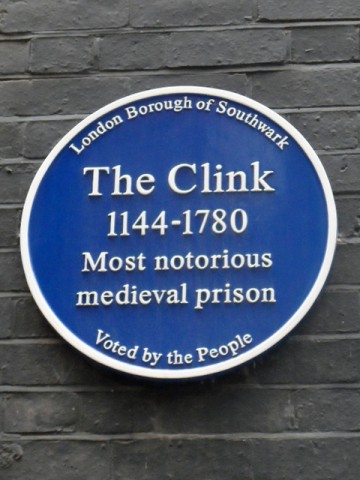 London Borough of Southwark
The Clink
1144-1780
Most notorious
medieval prison
Voted by the People